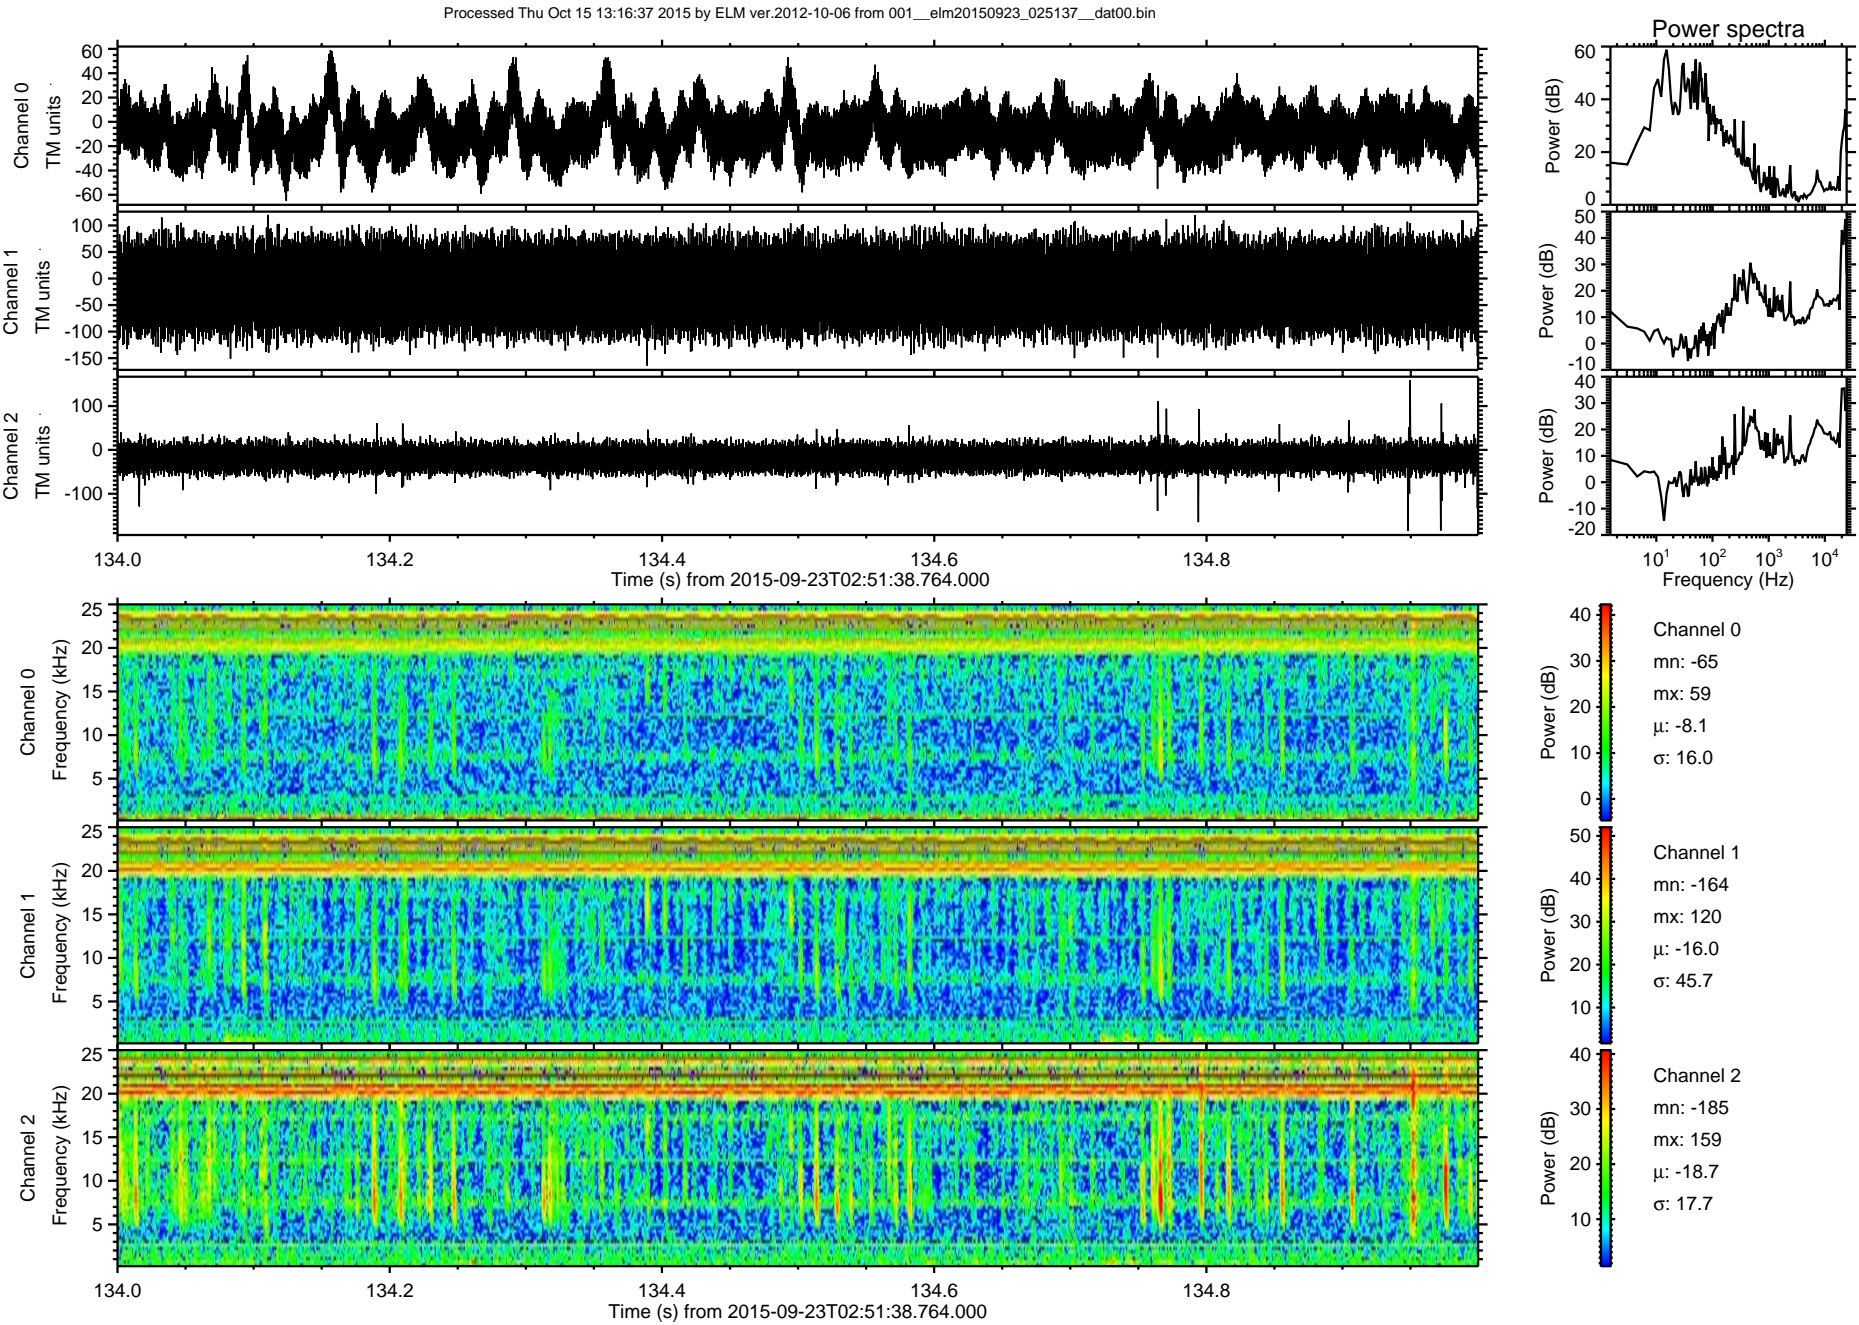 Processed Thu Oct 15 13:16:37 2015 by ELM ver.2012-10-06 from 001__elm20150923_025137__dat00.bin
Power spectra
Channel 0
TM units
60
40
20
0
-20
-40
-60
Power (dB)
60
40
20
0
Channel 1
TM units
100
50
0
-50
-100
-150
Power (dB)
50
40
30
20
10
0
-10
Channel 2
TM units
100
0
-100
Power (dB)
40
30
20
10
0
-10
-20
134.0 134.2 134.4 134.6 134.8
Time (s) from 2015-09-23T02:51:38.764.000
10¹ 10² 10³ 10⁴
Frequency (Hz)
Channel 0
Frequency (kHz)
25
20
15
10
5
Power (dB)
40
30
20
10
0
Channel 0
mn: -65
mx: 59
μ: -8.1
σ: 16.0
Channel 1
Frequency (kHz)
25
20
15
10
5
Power (dB)
50
40
30
20
10
Channel 1
mn: -164
mx: 120
μ: -16.0
σ: 45.7
Channel 2
Frequency (kHz)
25
20
15
10
5
Power (dB)
40
30
20
10
Channel 2
mn: -185
mx: 159
μ: -18.7
σ: 17.7
134.0 134.2 134.4 134.6 134.8
Time (s) from 2015-09-23T02:51:38.764.000